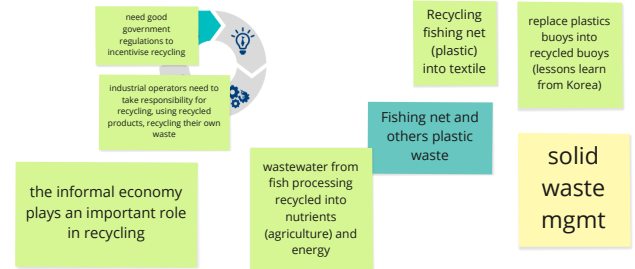 need good
government
regulations to
incentivise recycling
industrial operators need to
take responsibility for
recycling, using recycled
products, recycling their own
waste
the informal economy
plays an important role
in recycling
wastewater from
fish processing
recycled into
nutrients
(agriculture) and
energy
Recycling
fishing net
(plastic)
into textile
Fishing net and
others plastic
waste
replace plastics
buoys into
recycled buoys
(lessons learn
from Korea)
solid
waste
mgmt